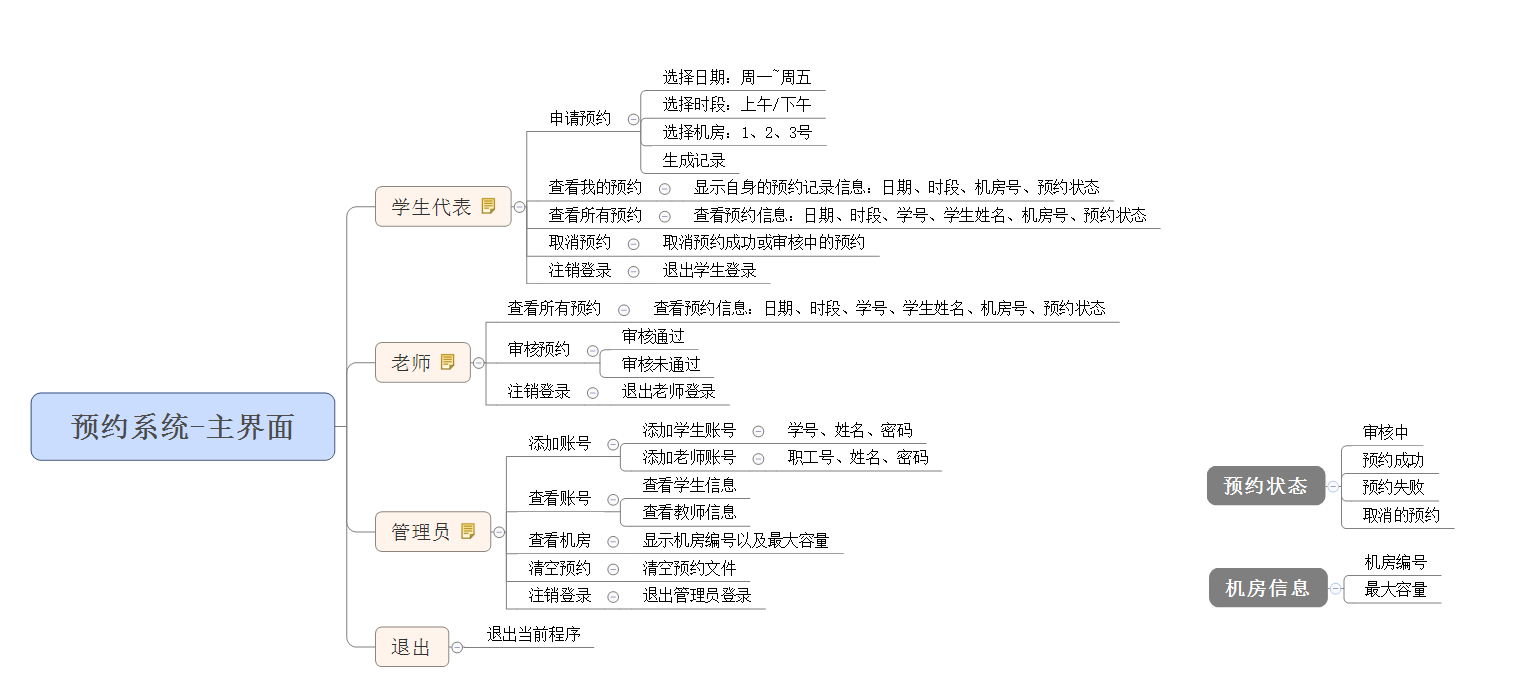 预约系统-主界面
学生代表
申请预约
选择日期：周一~周五
选择时段：上午/下午
选择机房：1、2、3号
生成记录
查看我的预约
显示自身的预约记录信息：日期、时段、机房号、预约状态
查看所有预约
查看预约信息：日期、时段、学号、学生姓名、机房号、预约状态
取消预约
取消预约成功或审核中的预约
注销登录
退出学生登录
老师
查看所有预约
查看预约信息：日期、时段、学号、学生姓名、机房号、预约状态
审核预约
审核通过
审核未通过
注销登录
退出老师登录
管理员
添加账号
添加学生账号
学号、姓名、密码
添加老师账号
职工号、姓名、密码
查看账号
查看学生信息
查看教师信息
查看机房
显示机房编号以及最大容量
清空预约
清空预约文件
注销登录
退出管理员登录
退出
退出当前程序
预约状态
审核中
预约成功
预约失败
取消的预约
机房信息
机房编号
最大容量